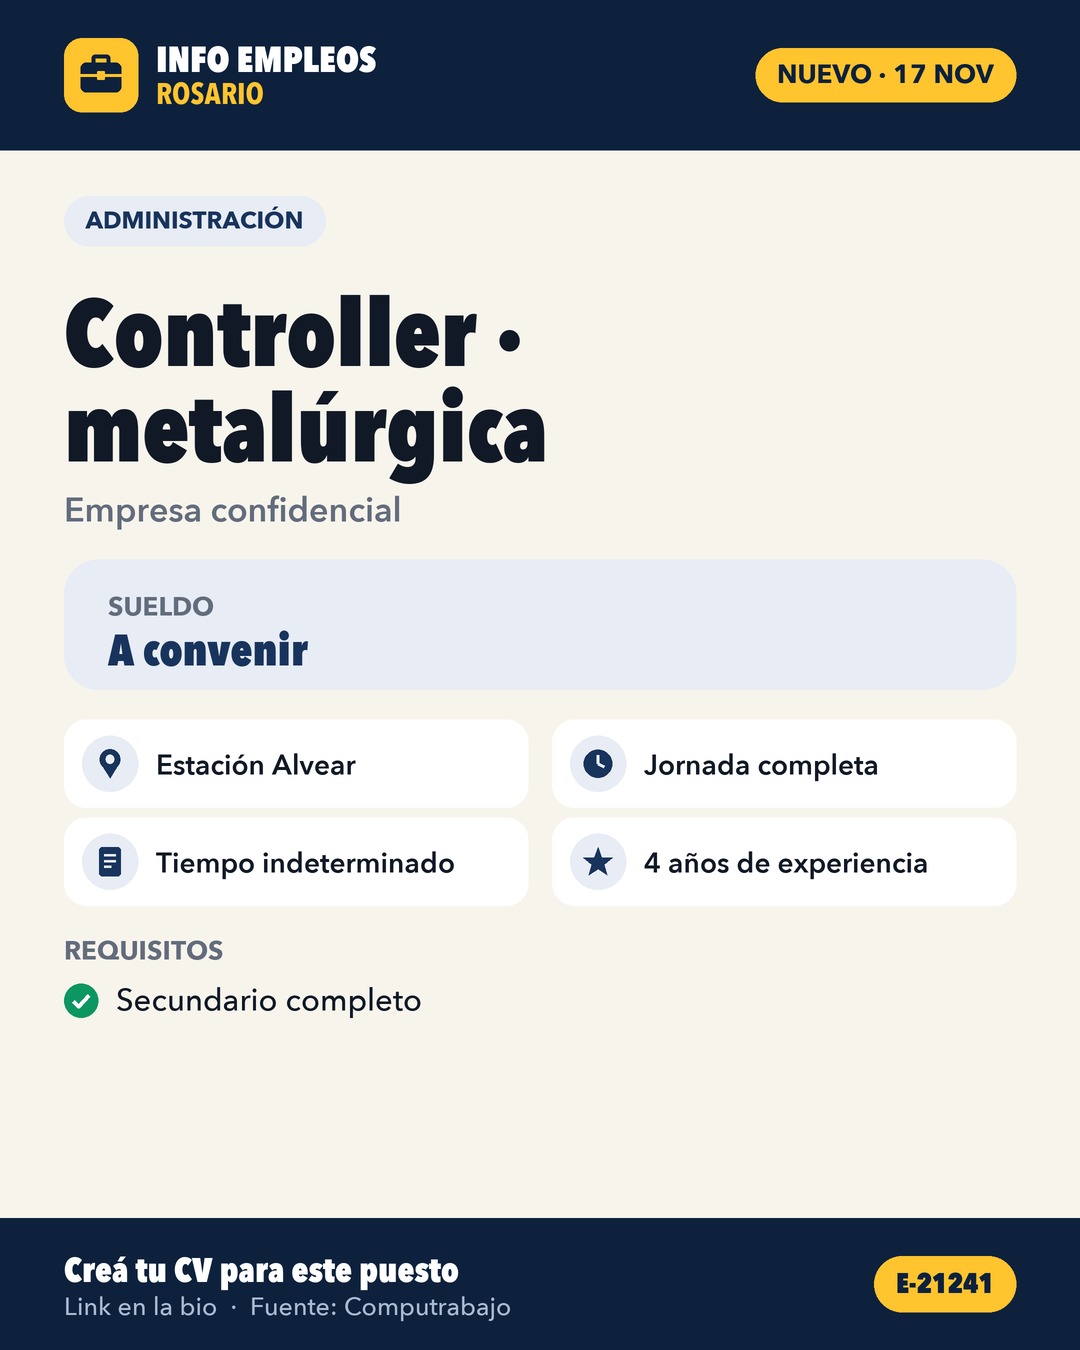 INFO EMPLEOS
ROSARIO
NUEVO · 17 NOV
ADMINISTRACIÓN
Controller ·
metalúrgica
Empresa confidencial
SUELDO
A convenir
Estación Alvear
Jornada completa
Tiempo indeterminado
4 años de experiencia
REQUISITOS
Secundario completo
Creá tu CV para este puesto
Link en la bio · Fuente: Computrabajo
E-21241